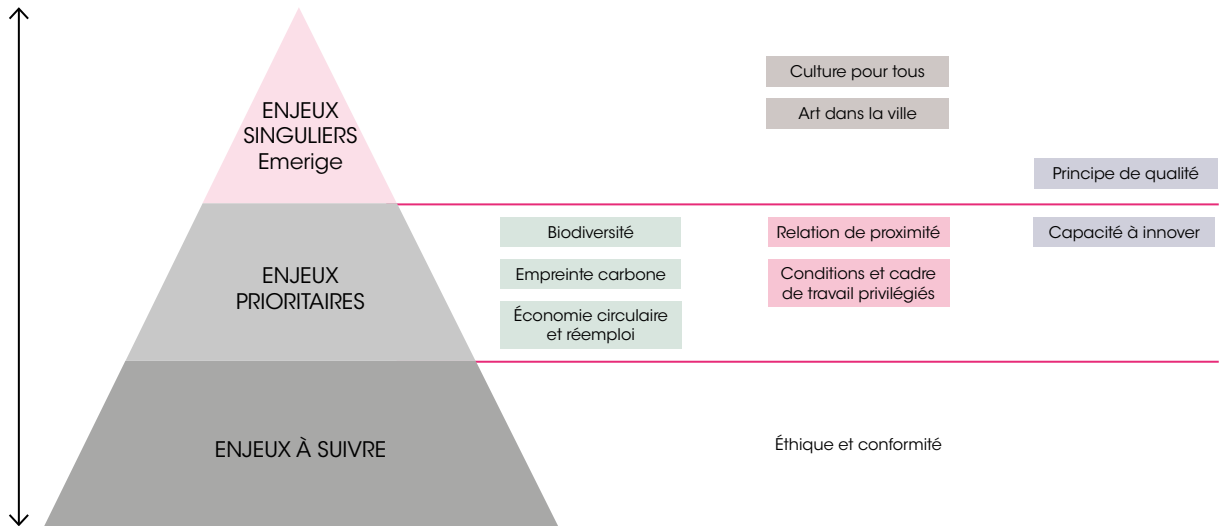 ENJEUX
SINGULIERS
Emerige
Culture pour tous
Art dans la ville
Principe de qualité
ENJEUX
PRIORITAIRES
Biodiversité
Empreinte carbone
Économie circulaire
et réemploi
Relation de proximité
Conditions et cadre
de travail privilégiés
Capacité à innover
ENJEUX À SUIVRE
Éthique et conformité